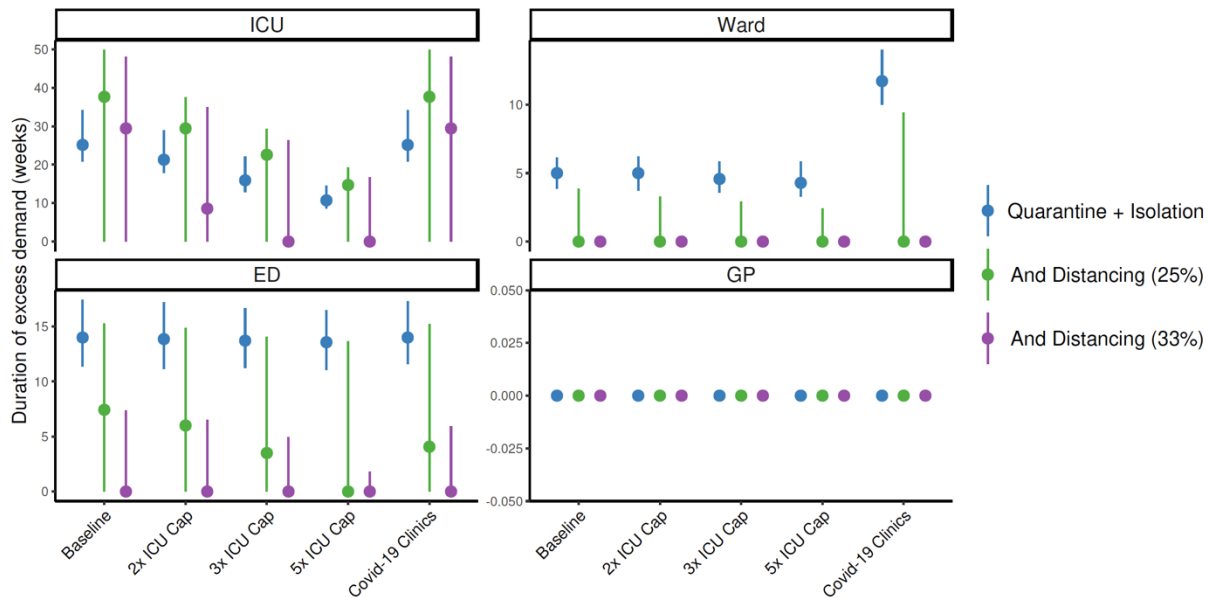 ICU
Ward
Duration of excess demand (weeks)
50
40
30
20
10
0
10
5
0
ED
GP
15
10
5
0
0.050
0.025
0.000
-0.025
-0.050
Baseline
2x ICU Cap
3x ICU Cap
5x ICU Cap
Covid-19 Clinics
Baseline
2x ICU Cap
3x ICU Cap
5x ICU Cap
Covid-19 Clinics
Quarantine + Isolation
And Distancing (25%)
And Distancing (33%)